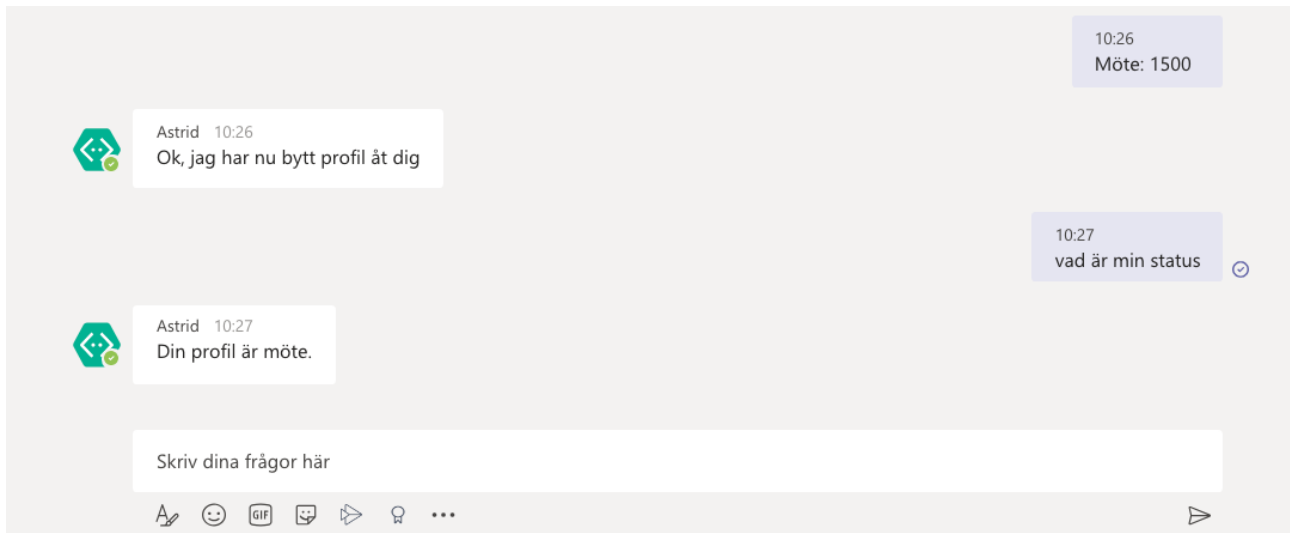 10:26
Möte: 1500
Astrid 10:26
Ok, jag har nu bytt profil åt dig
10:27
vad är min status
Astrid 10:27
Din profil är möte.
Skriv dina frågor här
GIF